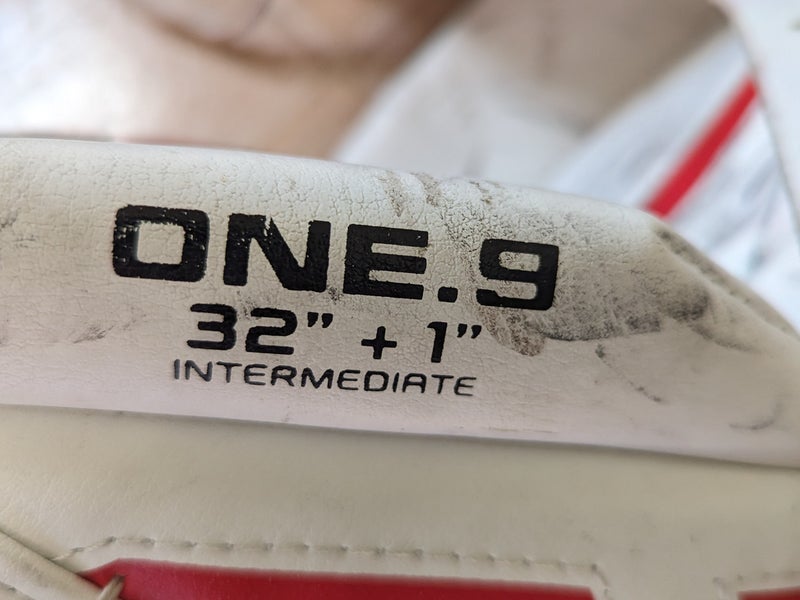 ONE.9
32” + 1”
INTERMEDIATE